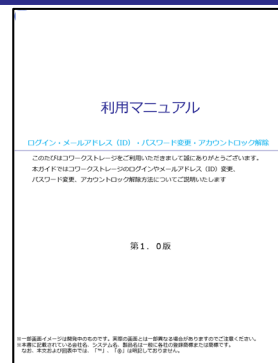 利用マニュアル
ログイン・メールアドレス（ID）・パスワード変更・アカウントロック解除
このたびはコワークストレージをご利用いただきまして誠にありがとうございます。
本ガイドではコワークストレージのログインやメールアドレス（ID）変更、
パスワード変更、アカウントロック解除方法についてご説明いたします
第1．0版
※一部画面イメージは開発中のものです。実際の画面とは一部異なる場合がありますのでご注意ください。
※本書に記載されている会社名、システム名、製品名は一般に各社の登録商標または商標です。
なお、本文および図表中では、「™」、「®」は明記しておりません。